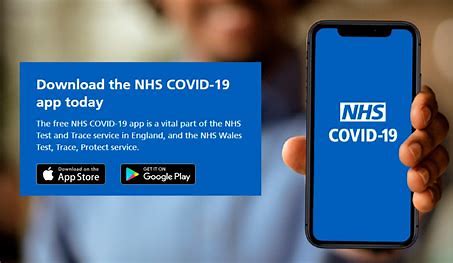 Download the NHS COVID-19
app today
The free NHS COVID-19 app is a vital part of the NHS
Test and Trace service in England, and the NHS Wales
Test, Trace, Protect service.
Download on the
App Store
GET IT ON
Google Play
NHS
COVID-19